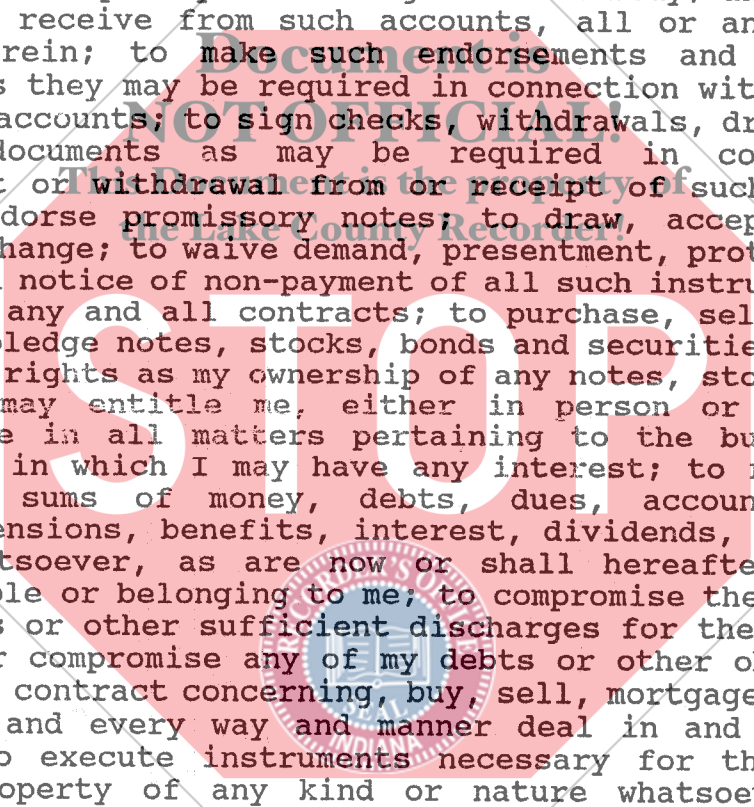 receive from such accounts, all or an
rein; to make such endorsements and
Document is
s they may be required in connection wit
accounts; to sign checks, withdrawals, dr
NOT OFFICIAL!
documents as may be required in co
t or withdrawal from or receipt of such
This Document is the property of
dorse promissory notes; to draw, accep
the Lake County Recorder!
hange; to waive demand, presentment, pro
notice of non-payment of all such instru
any and all contracts; to purchase, sel
ledge notes, stocks, bonds and securitie
rights as my ownership of any notes, sto
may entitle me, either in person or
STOP
e in all matters pertaining to the bu
in which I may have any interest; to
sums of money, debts, dues, accoun
ensions, benefits, interest, dividends,
tsoever, as are now or shall hereafte
le or belonging to me; to compromise the
s or other sufficient discharges for the
r compromise any of my debts or other o
contract concerning, buy, sell, mortgage
and every way and manner deal in and
o execute instruments necessary for th
operty of any kind or nature whatsoe
RECORDER'S OFFICE
SEAL
INDIANA